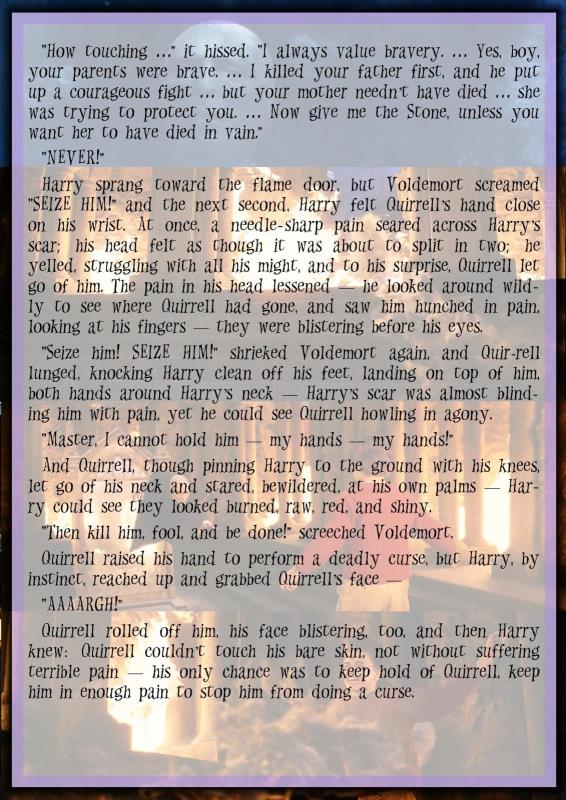 "How touching ..." it hissed. "I always value bravery. ... Yes, boy,
your parents were brave. ... I killed your father first, and he put
up a courageous fight ... but your mother needn't have died ... she
was trying to protect you. ... Now give me the Stone, unless you
want her to have died in vain."
"NEVER!"
Harry sprang toward the flame door, but Voldemort screamed
"SEIZE HIM!" and the next second, Harry felt Quirrell's hand close
on his wrist. At once, a needle-sharp pain seared across Harry's
scar; his head felt as though it was about to split in two; he
yelled, struggling with all his might, and to his surprise, Quirrell let
go of him. The pain in his head lessened — he looked around wild-
ly to see where Quirrell had gone, and saw him hunched in pain,
looking at his fingers — they were blistering before his eyes.
"Seize him! SEIZE HIM!" shrieked Voldemort again, and Quir-rell
lunged, knocking Harry clean off his feet, landing on top of him,
both hands around Harry's neck — Harry's scar was almost blind-
ing him with pain, yet he could see Quirrell howling in agony.
"Master, I cannot hold him — my hands — my hands!"
And Quirrell, though pinning Harry to the ground with his knees,
let go of his neck and stared, bewildered, at his own palms — Har-
ry could see they looked burned, raw, red, and shiny.
"Then kill him, fool, and be done!" screeched Voldemort.
Quirrell raised his hand to perform a deadly curse, but Harry, by
instinct, reached up and grabbed Quirrell's face —
"AAAARGH!"
Quirrell rolled off him, his face blistering, too, and then Harry
knew: Quirrell couldn't touch his bare skin, not without suffering
terrible pain — his only chance was to keep hold of Quirrell, keep
him in enough pain to stop him from doing a curse.